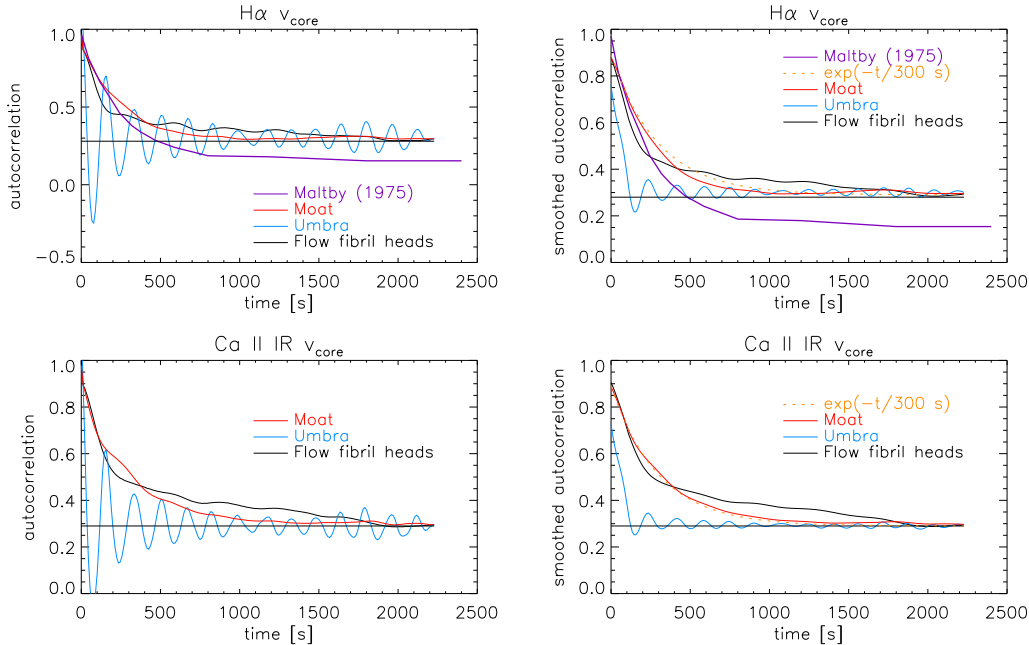 Hα v_core
1.0
0.5
0.0
−0.5
autocorrelation
Maltby (1975)
Moat
Umbra
Flow fibril heads
0 500 1000 1500 2000 2500
time [s]
Hα v_core
1.0
0.8
0.6
0.4
0.2
0.0
smoothed autocorrelation
Maltby (1975)
exp(−t/300 s)
Moat
Umbra
Flow fibril heads
0 500 1000 1500 2000 2500
time [s]
Ca II IR v_core
1.0
0.8
0.6
0.4
0.2
0.0
autocorrelation
Moat
Umbra
Flow fibril heads
0 500 1000 1500 2000 2500
time [s]
Ca II IR v_core
1.0
0.8
0.6
0.4
0.2
0.0
smoothed autocorrelation
exp(−t/300 s)
Moat
Umbra
Flow fibril heads
0 500 1000 1500 2000 2500
time [s]